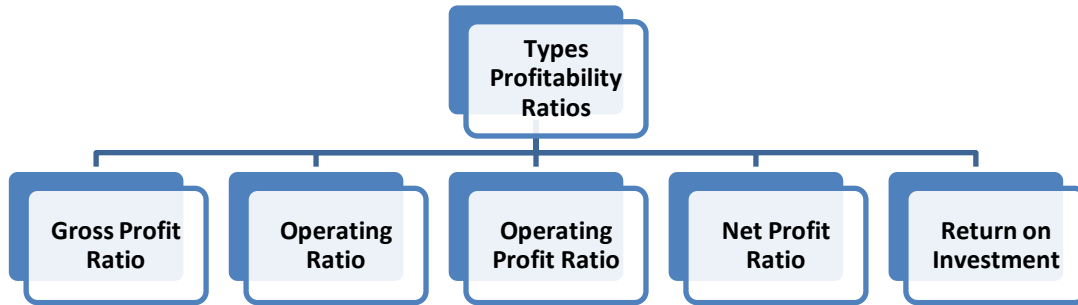 Types
Profitability
Ratios
Gross Profit
Ratio
Operating
Ratio
Operating
Profit Ratio
Net Profit
Ratio
Return on
Investment